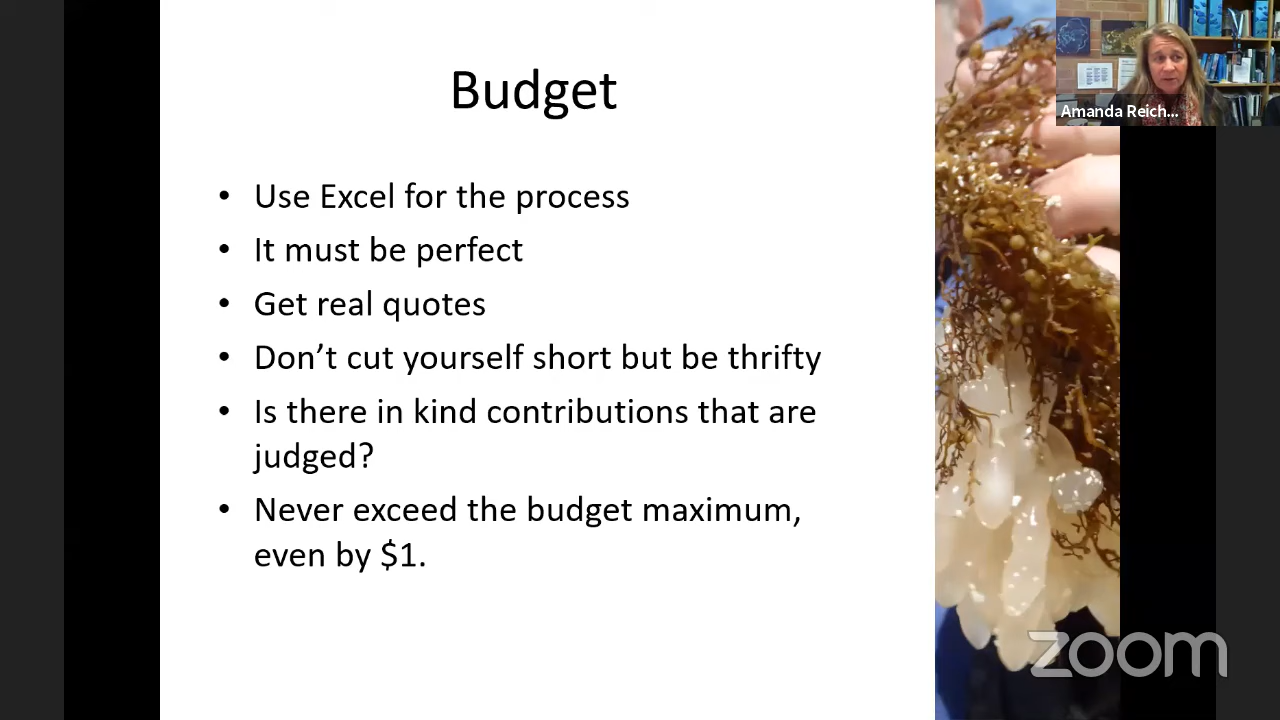 Budget
Amanda Reich...
• Use Excel for the process
• It must be perfect
• Get real quotes
• Don’t cut yourself short but be thrifty
• Is there in kind contributions that are
judged?
• Never exceed the budget maximum,
even by $1.
zoom